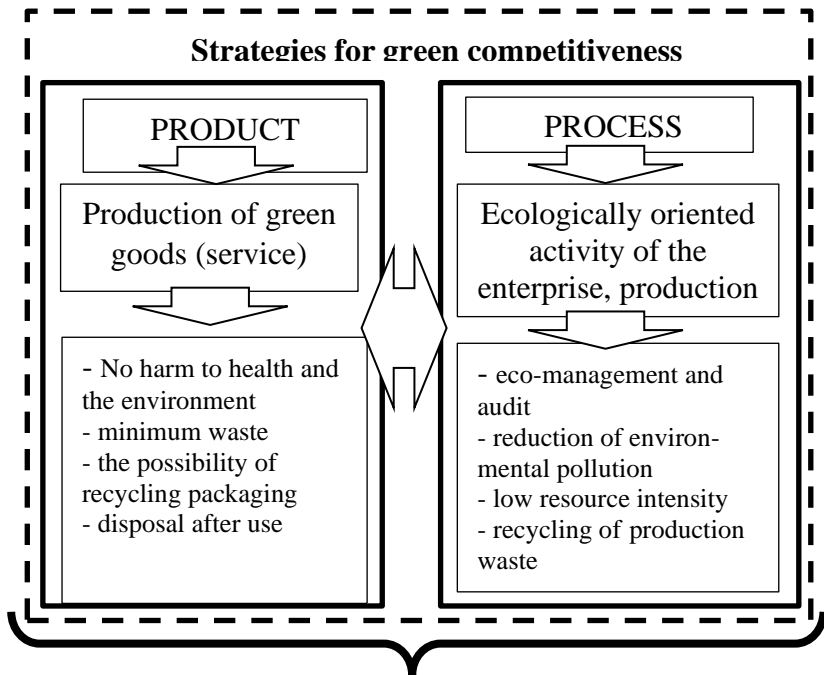 Strategies for green competitiveness
PRODUCT
Production of green
goods (service)
- No harm to health and
the environment
- minimum waste
- the possibility of
recycling packaging
- disposal after use
PROCESS
Ecologically oriented
activity of the
enterprise, production
- eco-management and
audit
- reduction of environ-
mental pollution
- low resource intensity
- recycling of production
waste